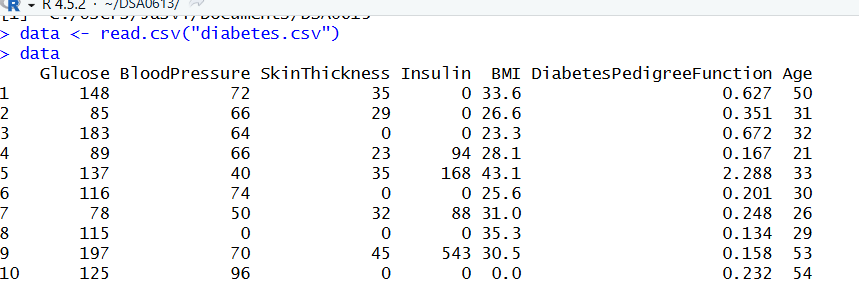 R 4.5.2 · ~/DSA0613/
> data <- read.csv("diabetes.csv")
> data
Glucose BloodPressure SkinThickness Insulin BMI DiabetesPedigreeFunction Age
1 148 72 35 0 33.6 0.627 50
2 85 66 29 0 26.6 0.351 31
3 183 64 0 0 23.3 0.672 32
4 89 66 23 94 28.1 0.167 21
5 137 40 35 168 43.1 2.288 33
6 116 74 0 0 25.6 0.201 30
7 78 50 32 88 31.0 0.248 26
8 115 0 0 0 35.3 0.134 29
9 197 70 45 543 30.5 0.158 53
10 125 96 0 0 0.0 0.232 54